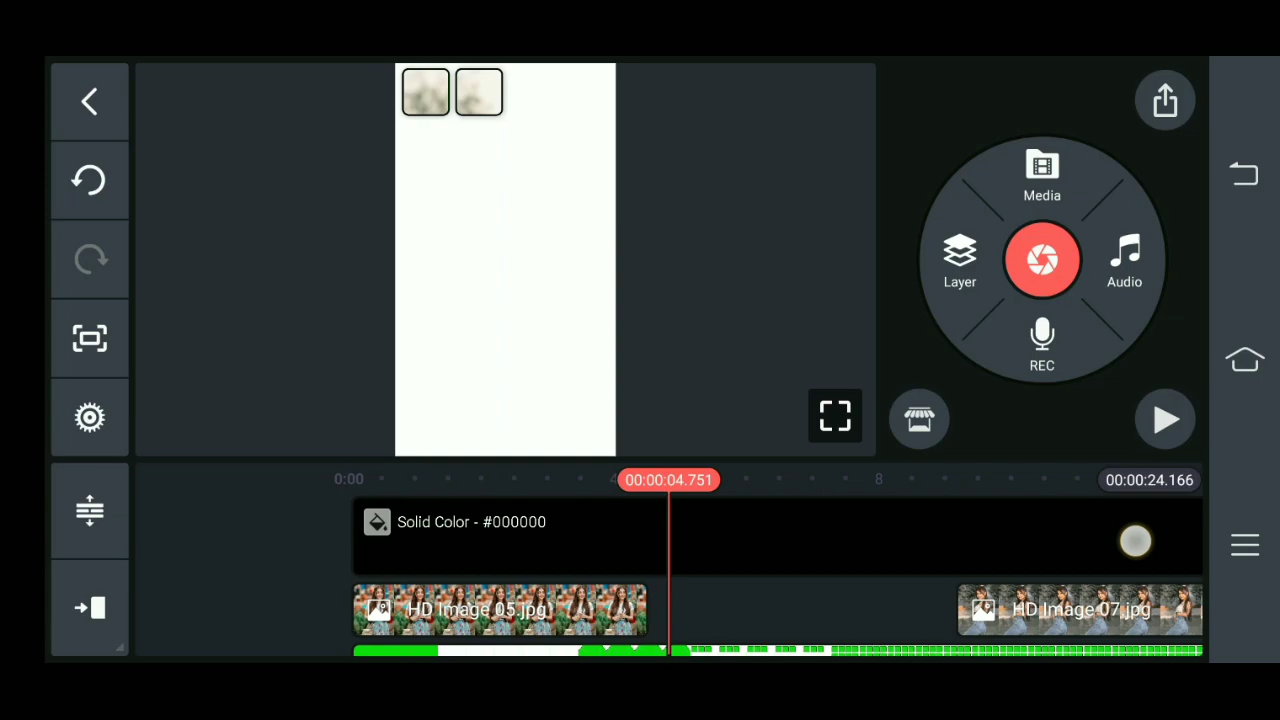 Media
Layer
Audio
REC
0:00
00:00:04.751
8
00:00:24.166
Solid Color - #000000
HD Image 05.jpg
HD Image 07.jpg